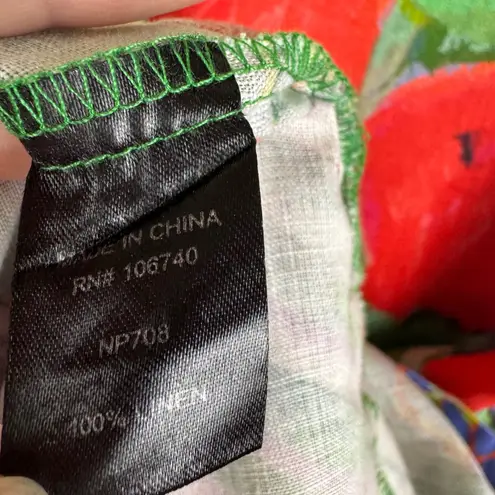 MADE IN CHINA
RN# 106740
NP708
100% LINEN